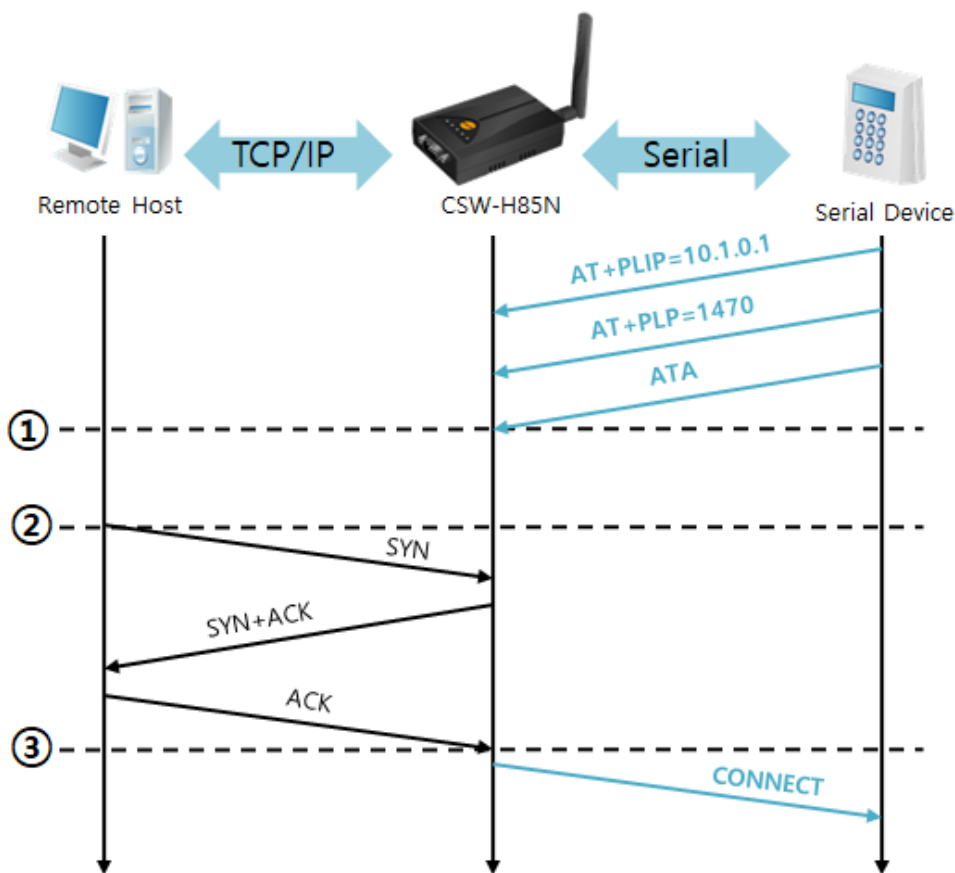 TCP/IP
Serial
Remote Host
CSW-H85N
Serial Device
AT+PLIP=10.1.0.1
AT+PLP=1470
ATA
①
②
SYN
SYN+ACK
ACK
③
CONNECT